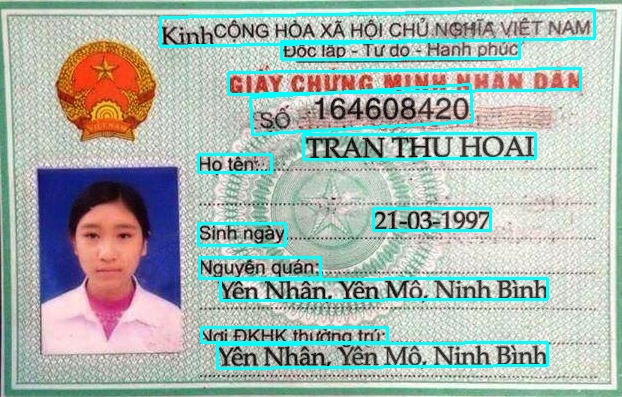 Kinh CỘNG HÒA XÃ HỘI CHỦ NGHĨA VIỆT NAM
Độc lập - Tự do - Hạnh phúc
GIẤY CHỨNG MINH NHÂN DÂN
SỐ 164608420
Họ tên:.. TRAN THU HOAI
Sinh ngày 21-03-1997
Nguyên quán:
Yên Nhân, Yên Mô, Ninh Bình
Nơi ĐKHK thường trú:
Yên Nhân, Yên Mô, Ninh Bình
VIỆT NAM